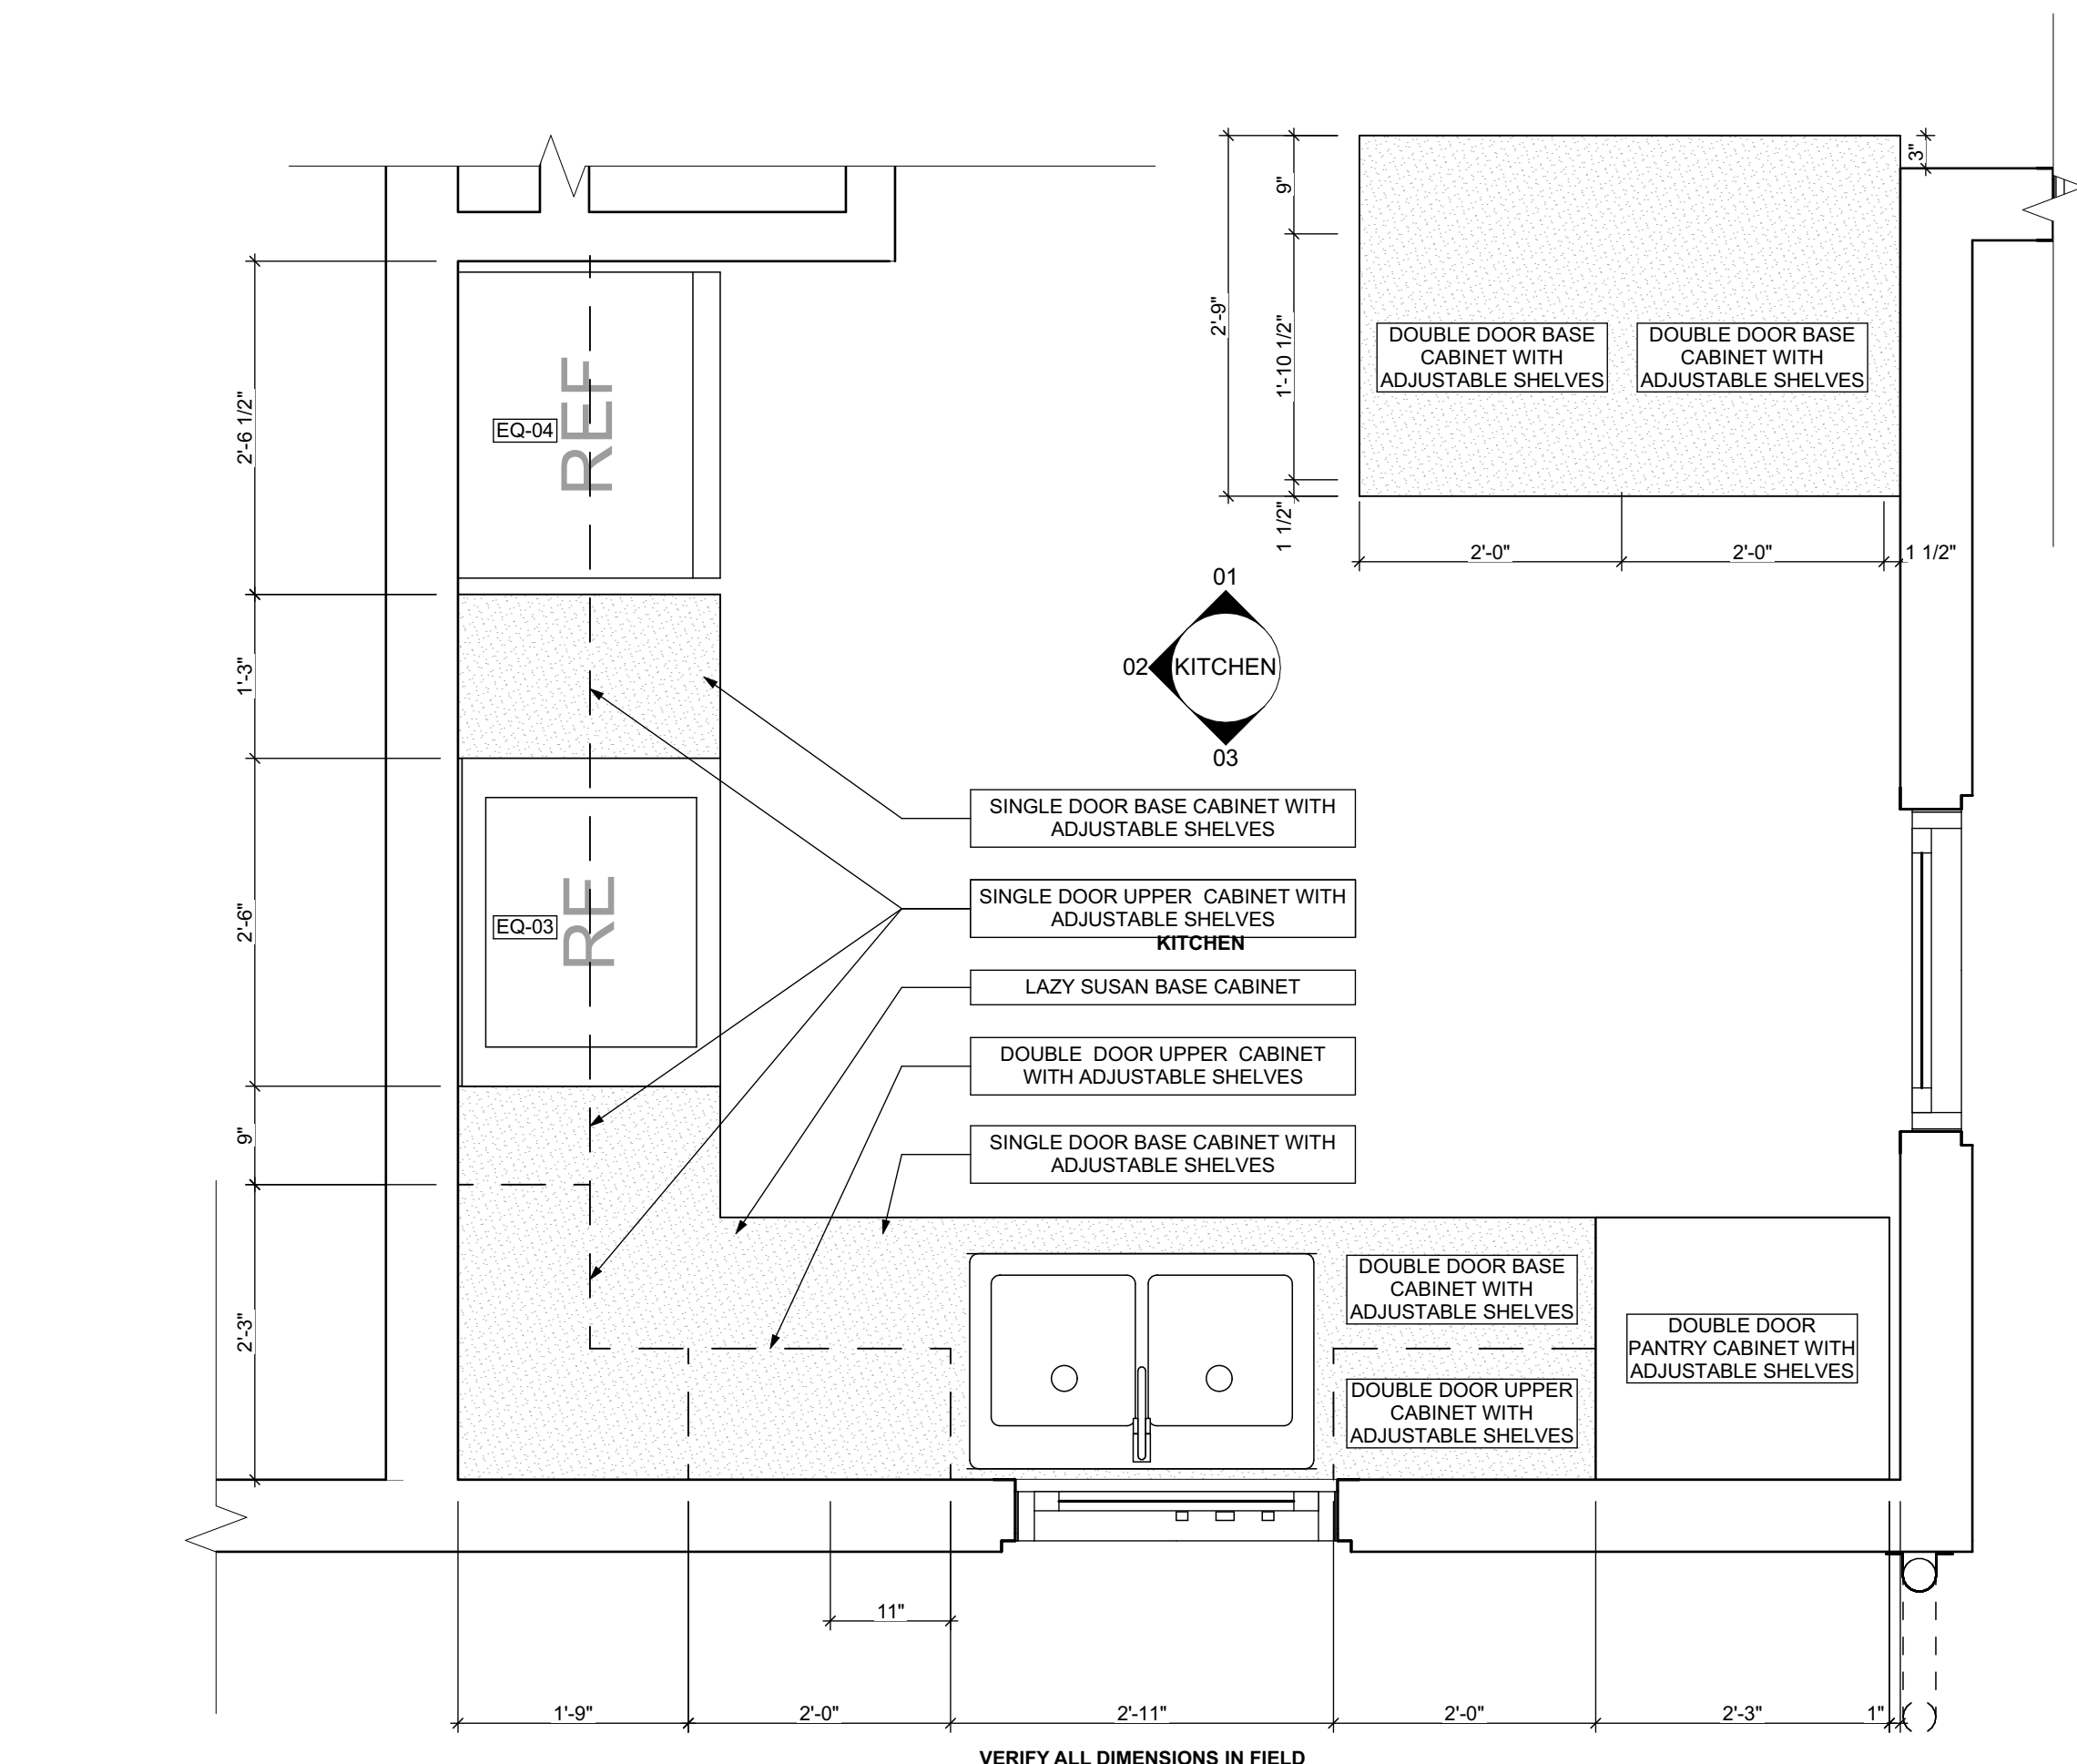 3"
9"
2'-9"
1'-10 1/2"
1 1/2"
DOUBLE DOOR BASE
CABINET WITH
ADJUSTABLE SHELVES
DOUBLE DOOR BASE
CABINET WITH
ADJUSTABLE SHELVES
2'-0"
2'-0"
1 1/2"
2'-6 1/2"
EQ-04
REF
01
02
KITCHEN
03
1'-3"
SINGLE DOOR BASE CABINET WITH
ADJUSTABLE SHELVES
SINGLE DOOR UPPER CABINET WITH
ADJUSTABLE SHELVES
KITCHEN
2'-6"
EQ-03
RE
LAZY SUSAN BASE CABINET
DOUBLE DOOR UPPER CABINET
WITH ADJUSTABLE SHELVES
SINGLE DOOR BASE CABINET WITH
ADJUSTABLE SHELVES
9"
2'-3"
DOUBLE DOOR BASE
CABINET WITH
ADJUSTABLE SHELVES
DOUBLE DOOR UPPER
CABINET WITH
ADJUSTABLE SHELVES
DOUBLE DOOR
PANTRY CABINET WITH
ADJUSTABLE SHELVES
11"
1'-9"
2'-0"
2'-11"
2'-0"
2'-3"
1"
VERIFY ALL DIMENSIONS IN FIELD